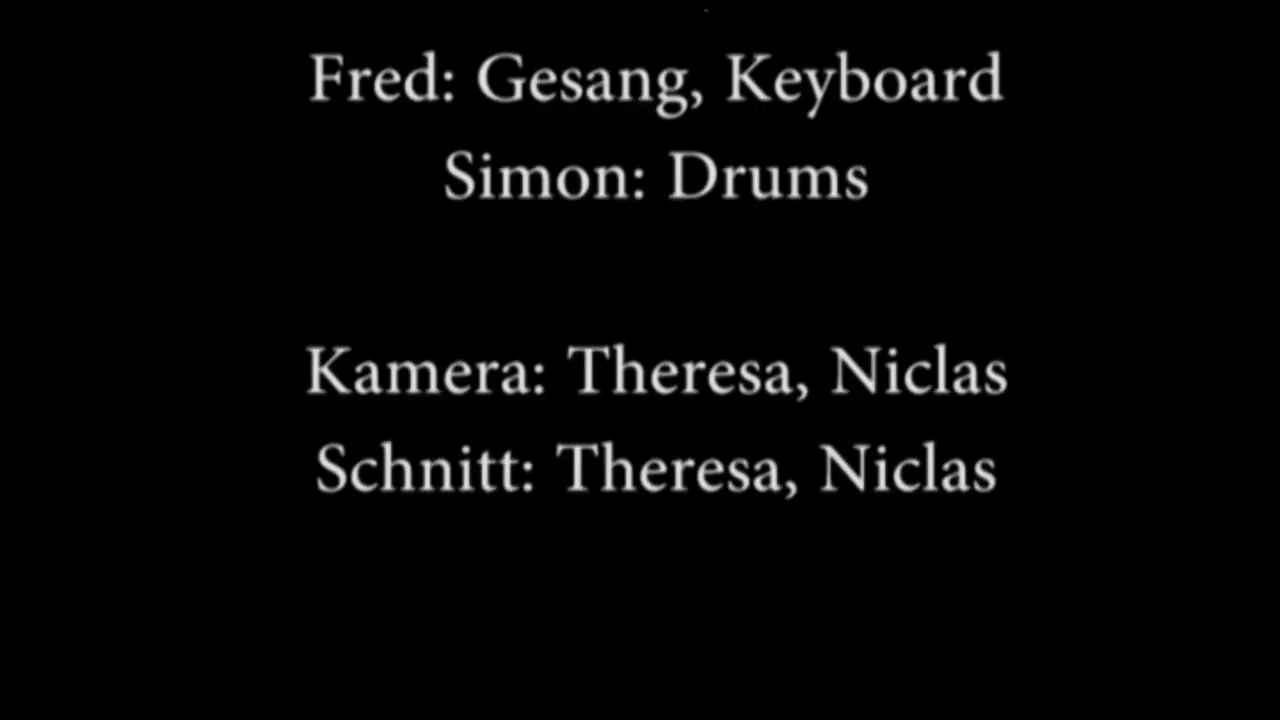 Fred: Gesang, Keyboard
Simon: Drums
Kamera: Theresa, Niclas
Schnitt: Theresa, Niclas